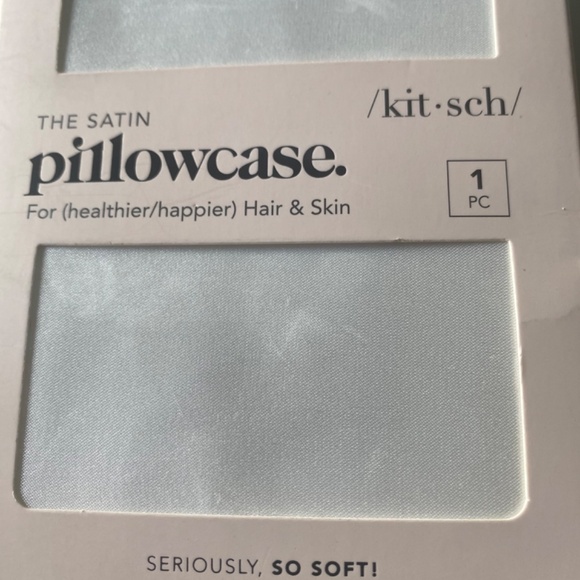 /kit·sch/
THE SATIN
pillowcase.
For (healthier/happier) Hair & Skin
1
PC
SERIOUSLY, SO SOFT!